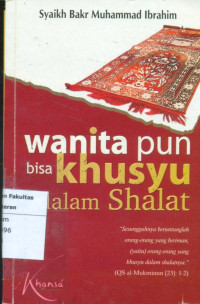 Syaikh Bakr Muhammad Ibrahim
wanita pun
bisa khusyu
dalam Shalat
"Sesungguhnya beruntunglah
orang-orang yang beriman,
(yaitu) orang-orang yang
khusyu dalam shalatnya."
(QS al-Mukminun [23]: 1-2)
Fakultas
Khansa